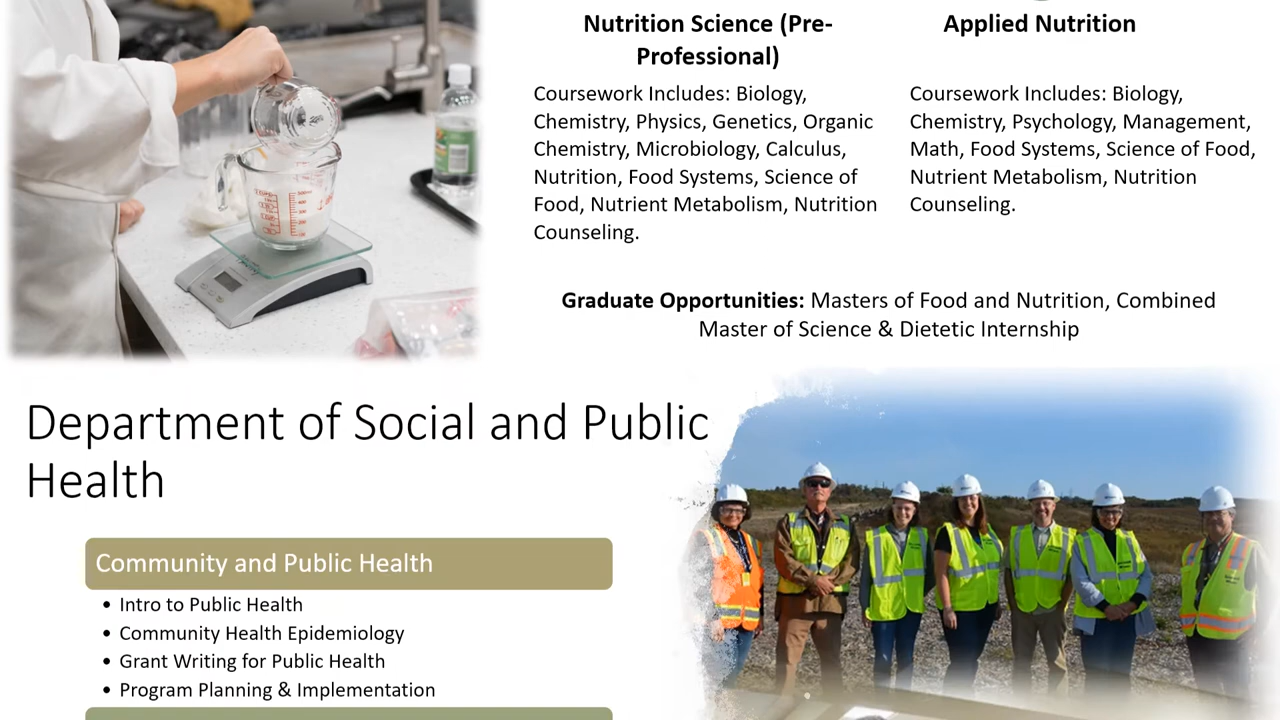 Nutrition Science (Pre-
Professional)
Coursework Includes: Biology,
Chemistry, Physics, Genetics, Organic
Chemistry, Microbiology, Calculus,
Nutrition, Food Systems, Science of
Food, Nutrient Metabolism, Nutrition
Counseling.
Applied Nutrition
Coursework Includes: Biology,
Chemistry, Psychology, Management,
Math, Food Systems, Science of Food,
Nutrient Metabolism, Nutrition
Counseling.
Graduate Opportunities: Masters of Food and Nutrition, Combined
Master of Science & Dietetic Internship
Department of Social and Public
Health
Community and Public Health
• Intro to Public Health
• Community Health Epidemiology
• Grant Writing for Public Health
• Program Planning & Implementation